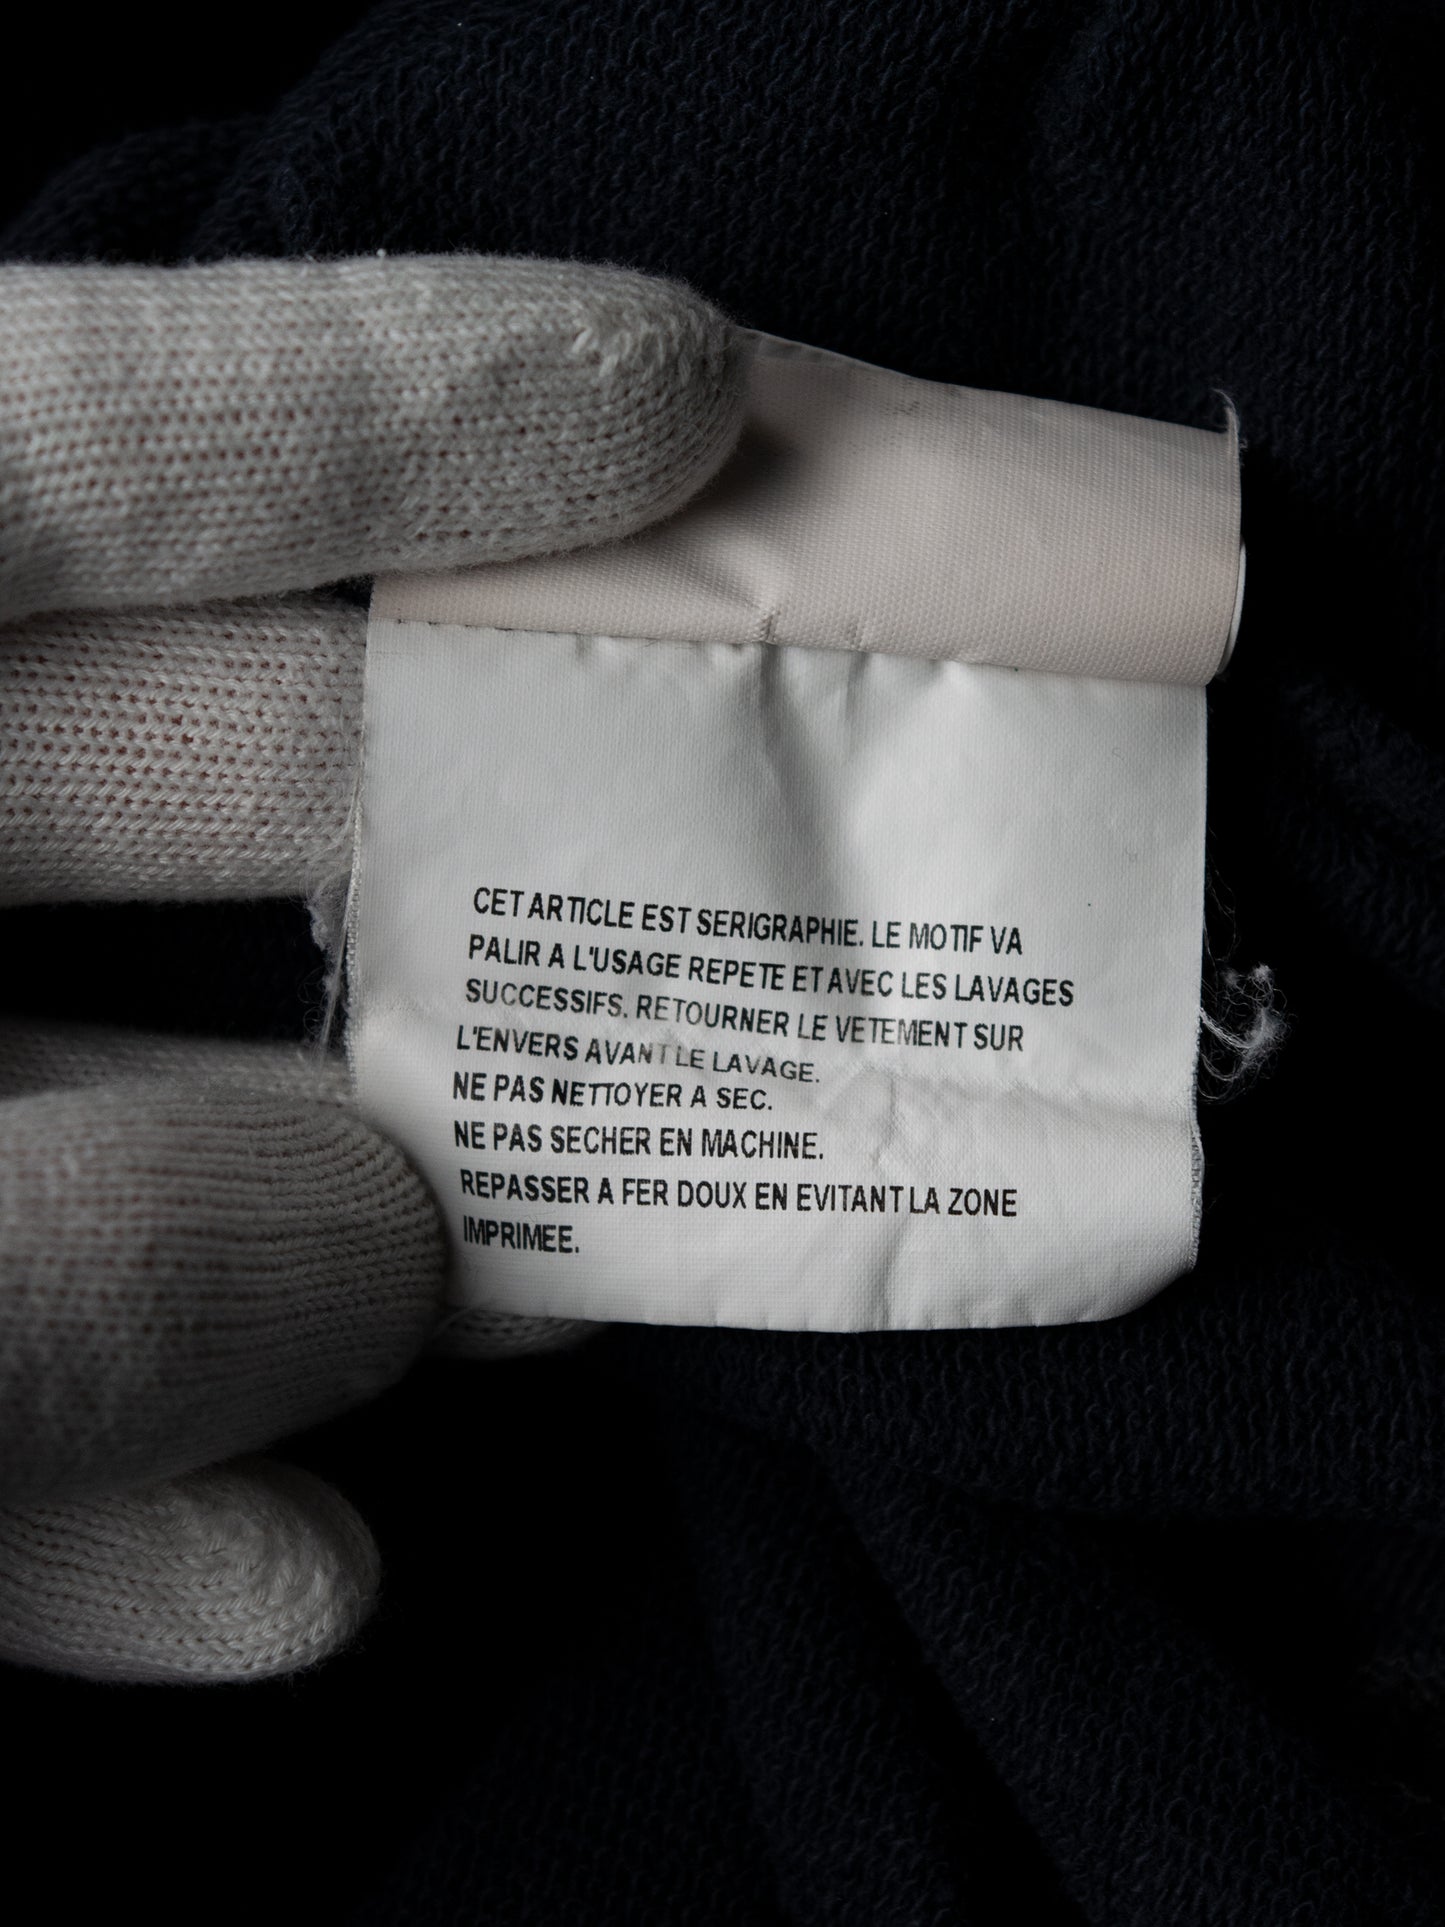 CET ARTICLE EST SERIGRAPHIE. LE MOTIF VA
PALIR A L'USAGE REPETE ET AVEC LES LAVAGES
SUCCESSIFS. RETOURNER LE VETEMENT SUR
L'ENVERS AVANT LE LAVAGE.
NE PAS NETTOYER A SEC.
NE PAS SECHER EN MACHINE.
REPASSER A FER DOUX EN EVITANT LA ZONE
IMPRIMEE.